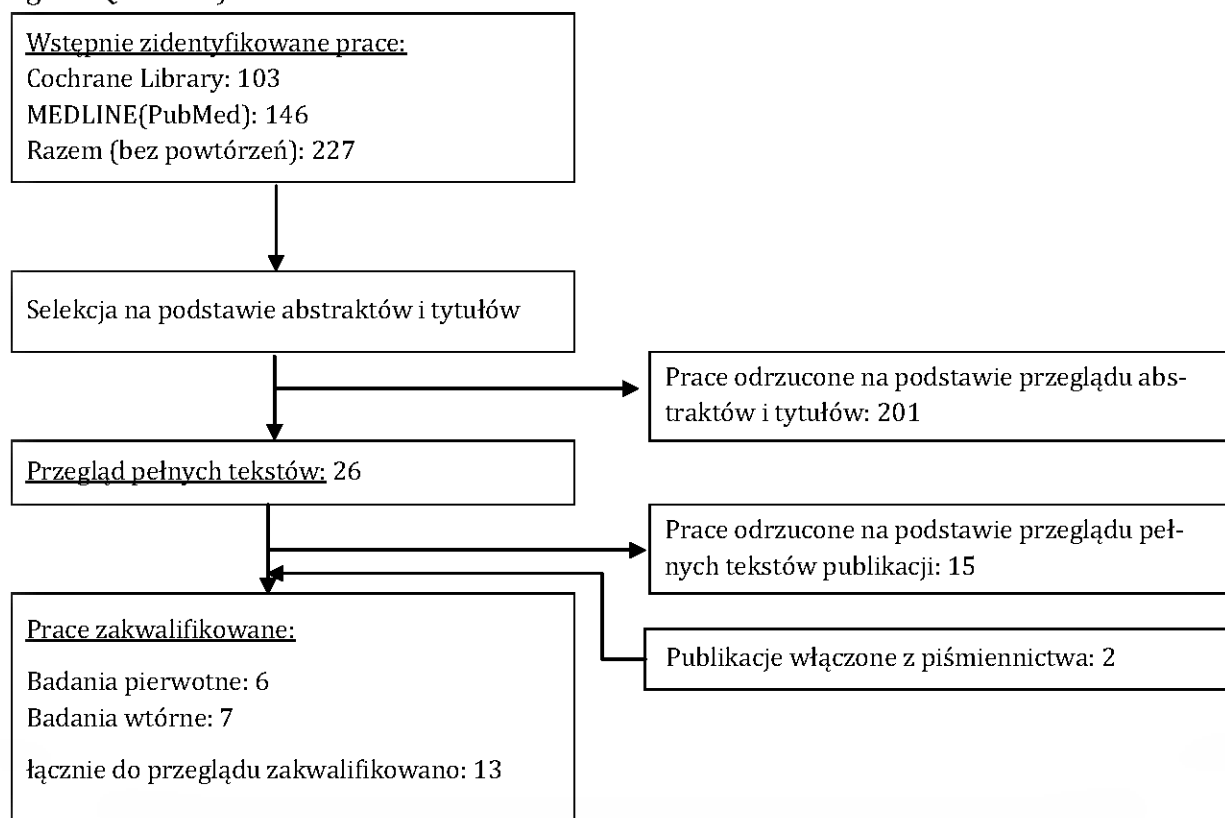 Wstępnie zidentyfikowane prace:
Cochrane Library: 103
MEDLINE(PubMed): 146
Razem (bez powtórzeń): 227
Selekcja na podstawie abstraktów i tytułów
Prace odrzucone na podstawie przeglądu abs-
traktów i tytułów: 201
Przegląd pełnych tekstów: 26
Prace odrzucone na podstawie przeglądu peł-
nych tekstów publikacji: 15
Publikacje włączone z piśmiennictwa: 2
Prace zakwalifikowane:
Badania pierwotne: 6
Badania wtórne: 7
łącznie do przeglądu zakwalifikowano: 13